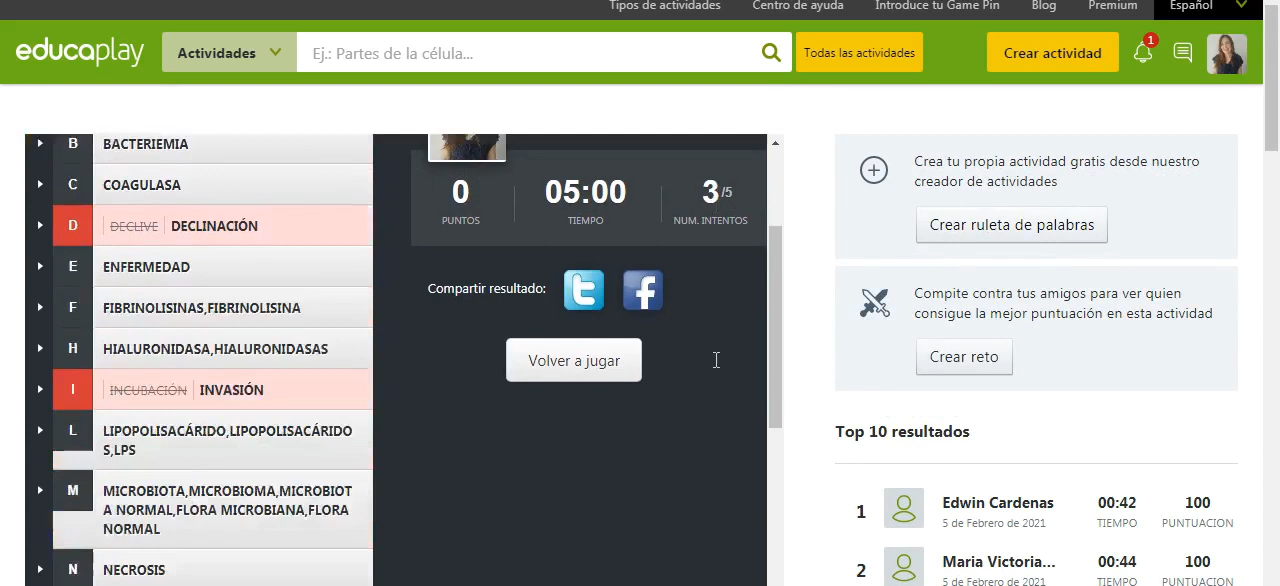 Tipos de actividades Centro de ayuda Introduce tu Game Pin Blog Premium Español
educaplay Actividades Ej.: Partes de la célula... Todas las actividades Crear actividad 1
B BACTERIEMIA
C COAGULASA
D DECLIVE DECLINACIÓN
E ENFERMEDAD
F FIBRINOLISINAS,FIBRINOLISINA
H HIALURONIDASA,HIALURONIDASAS
I INCUBACIÓN INVASIÓN
L LIPOPOLISACÁRIDO,LIPOPOLISACÁRIDO
S,LPS
M MICROBIOTA,MICROBIOMA,MICROBIOT
A NORMAL,FLORA MICROBIANA,FLORA
NORMAL
N NECROSIS
0 05:00 3/5
PUNTOS TIEMPO NUM. INTENTOS
Compartir resultado:
Volver a jugar
Crea tu propia actividad gratis desde nuestro
creador de actividades
Crear ruleta de palabras
Compite contra tus amigos para ver quien
consigue la mejor puntuación en esta actividad
Crear reto
Top 10 resultados
1 Edwin Cardenas 00:42 100
5 de Febrero de 2021 TIEMPO PUNTUACION
2 Maria Victoria... 00:44 100
5 de Febrero de 2021 TIEMPO PUNTUACION